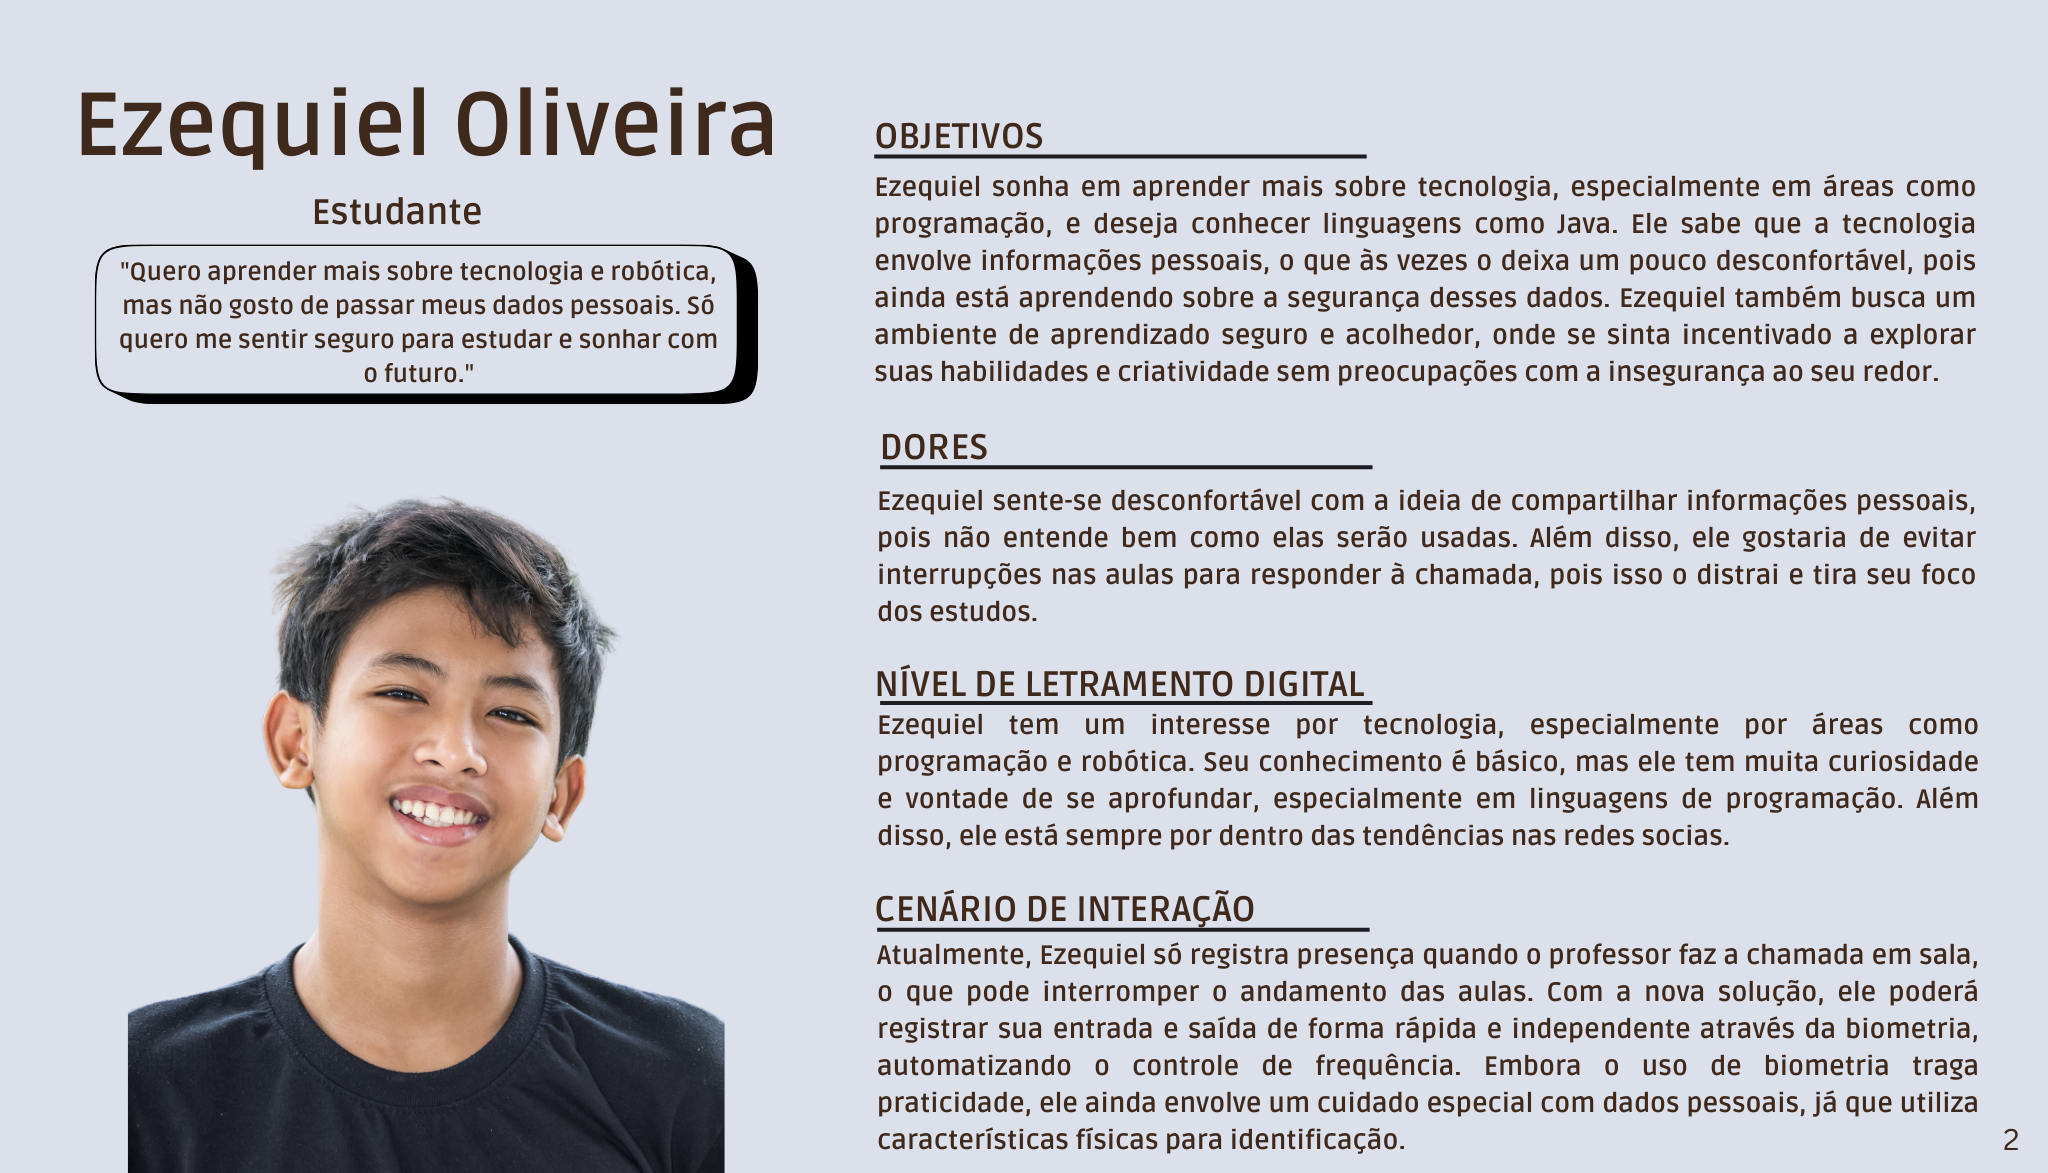 Ezequiel Oliveira
Estudante
"Quero aprender mais sobre tecnologia e robótica,
mas não gosto de passar meus dados pessoais. Só
quero me sentir seguro para estudar e sonhar com
o futuro."
OBJETIVOS
Ezequiel sonha em aprender mais sobre tecnologia, especialmente em áreas como
programação, e deseja conhecer linguagens como Java. Ele sabe que a tecnologia
envolve informações pessoais, o que às vezes o deixa um pouco desconfortável, pois
ainda está aprendendo sobre a segurança desses dados. Ezequiel também busca um
ambiente de aprendizado seguro e acolhedor, onde se sinta incentivado a explorar
suas habilidades e criatividade sem preocupações com a insegurança ao seu redor.
DORES
Ezequiel sente-se desconfortável com a ideia de compartilhar informações pessoais,
pois não entende bem como elas serão usadas. Além disso, ele gostaria de evitar
interrupções nas aulas para responder à chamada, pois isso o distrai e tira seu foco
dos estudos.
NÍVEL DE LETRAMENTO DIGITAL
Ezequiel tem um interesse por tecnologia, especialmente por áreas como
programação e robótica. Seu conhecimento é básico, mas ele tem muita curiosidade
e vontade de se aprofundar, especialmente em linguagens de programação. Além
disso, ele está sempre por dentro das tendências nas redes socias.
CENÁRIO DE INTERAÇÃO
Atualmente, Ezequiel só registra presença quando o professor faz a chamada em sala,
o que pode interromper o andamento das aulas. Com a nova solução, ele poderá
registrar sua entrada e saída de forma rápida e independente através da biometria,
automatizando o controle de frequência. Embora o uso de biometria traga
praticidade, ele ainda envolve um cuidado especial com dados pessoais, já que utiliza
características físicas para identificação.
2